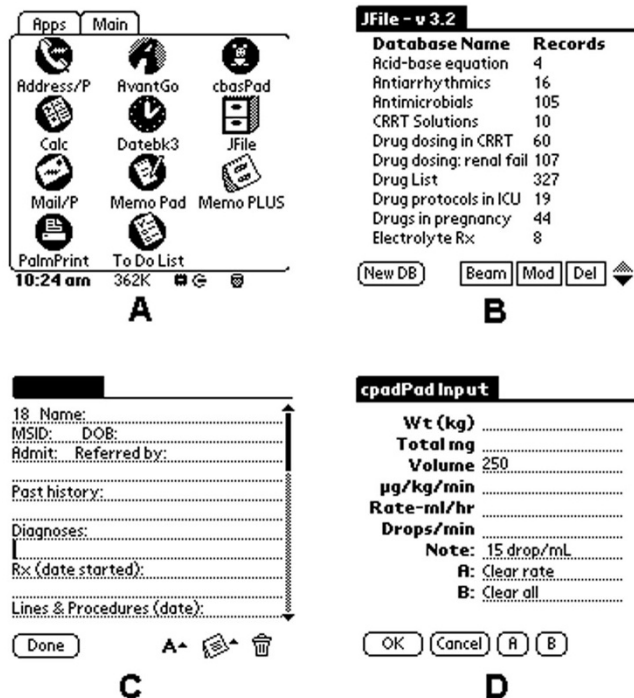 Apps Main
Address/P AvantGo cbasPad
Calc Datebk3 JFile
Mail/P Memo Pad Memo PLUS
PalmPrint To Do List
10:24 am 362K
A
JFile - v 3.2
Database Name Records
Acid-base equation 4
Antiarrhythmics 16
Antimicrobials 105
CRRT Solutions 10
Drug dosing in CRRT 60
Drug dosing: renal fail 107
Drug List 327
Drug protocols in ICU 19
Drugs in pregnancy 44
Electrolyte Rx 8
New DB Beam Mod Del
B
18 Name:
MSID: DOB:
Admit: Referred by:
Past history:
Diagnoses:
Rx (date started):
Lines & Procedures (date):
Done A
C
cpadPad Input
Wt (kg)
Total mg
Volume 250
µg/kg/min
Rate-ml/hr
Drops/min
Note: 15 drop/mL
A: Clear rate
B: Clear all
OK Cancel A B
D